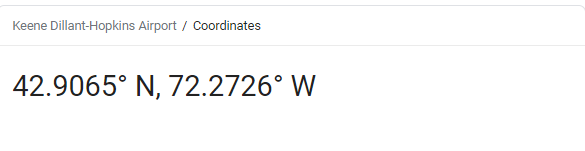 Keene Dillant-Hopkins Airport / Coordinates
42.9065° N, 72.2726° W